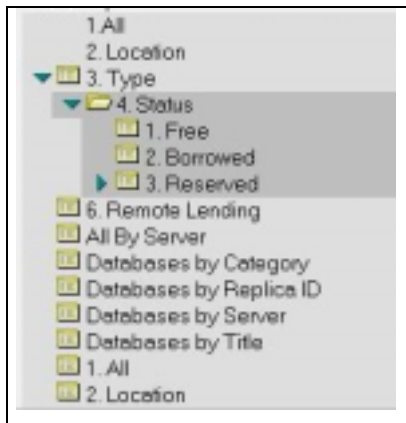 1.All
2. Location
3. Type
4. Status
1. Free
2. Borrowed
3. Reserved
6. Remote Lending
All By Server
Databases by Category
Databases by Replica ID
Databases by Server
Databases by Title
1. All
2. Location